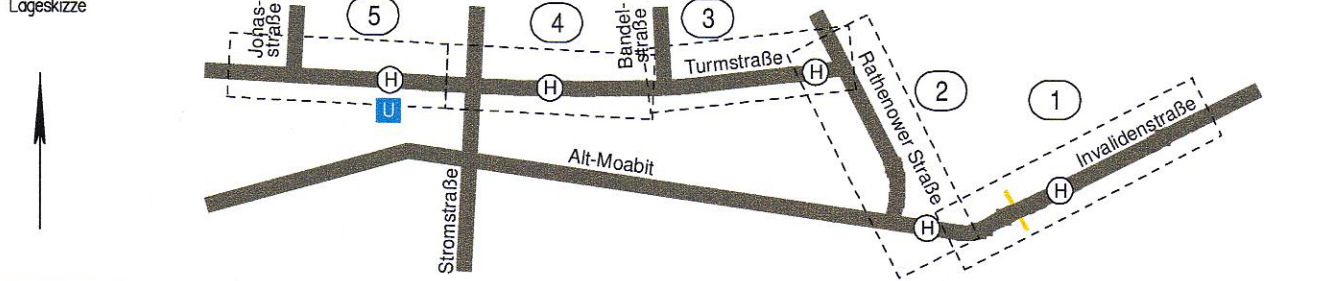 Lageskizze
Jonas-
straße
5
4
Bandel-
straße
3
Turmstraße
H
H
H
U
Rathenower Straße
2
1
Invalidenstraße
H
Alt-Moabit
Stromstraße
H